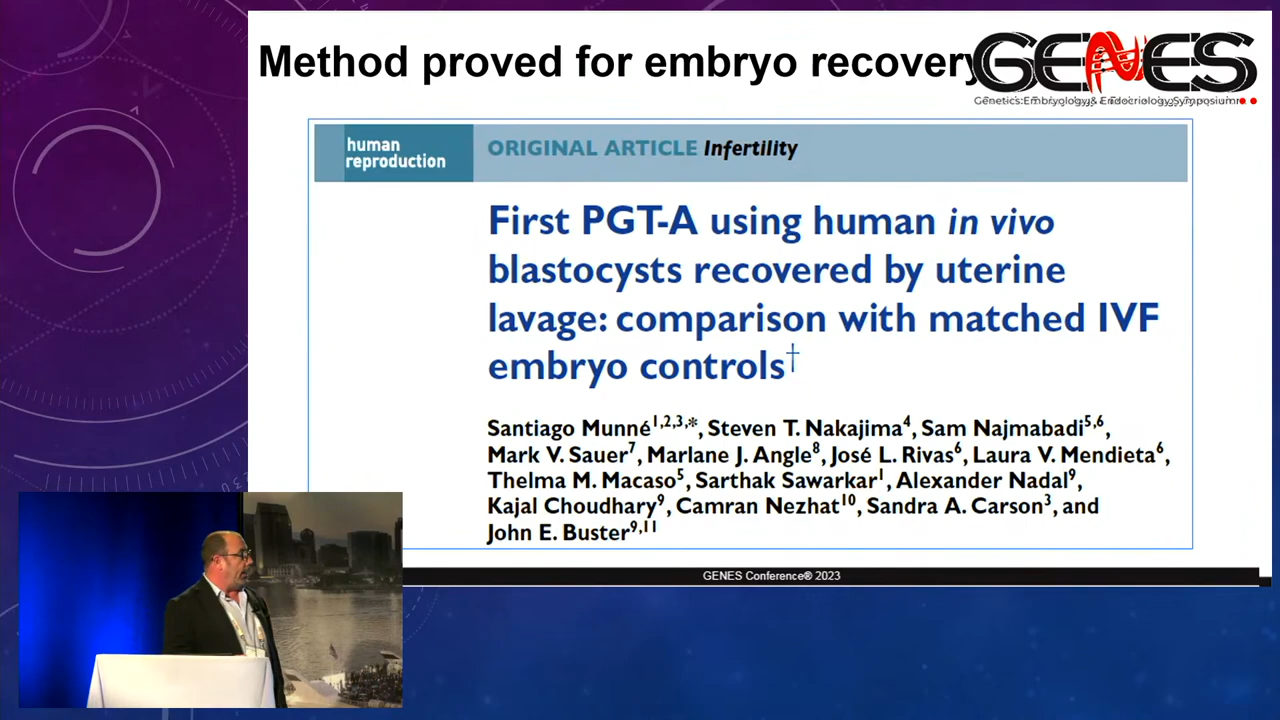 Method proved for embryo recovery
GENES
Genetics Embryology & Endocriology Symposium
human
reproduction
ORIGINAL ARTICLE Infertility
First PGT-A using human in vivo
blastocysts recovered by uterine
lavage: comparison with matched IVF
embryo controls†
Santiago Munné1,2,3,*, Steven T. Nakajima4, Sam Najmabadi5,6,
Mark V. Sauer7, Marlane J. Angle8, José L. Rivas6, Laura V. Mendieta6,
Thelma M. Macaso5, Sarthak Sawarkar1, Alexander Nadal9,
Kajal Choudhary9, Camran Nezhat10, Sandra A. Carson3, and
John E. Buster9,11
GENES Conference® 2023